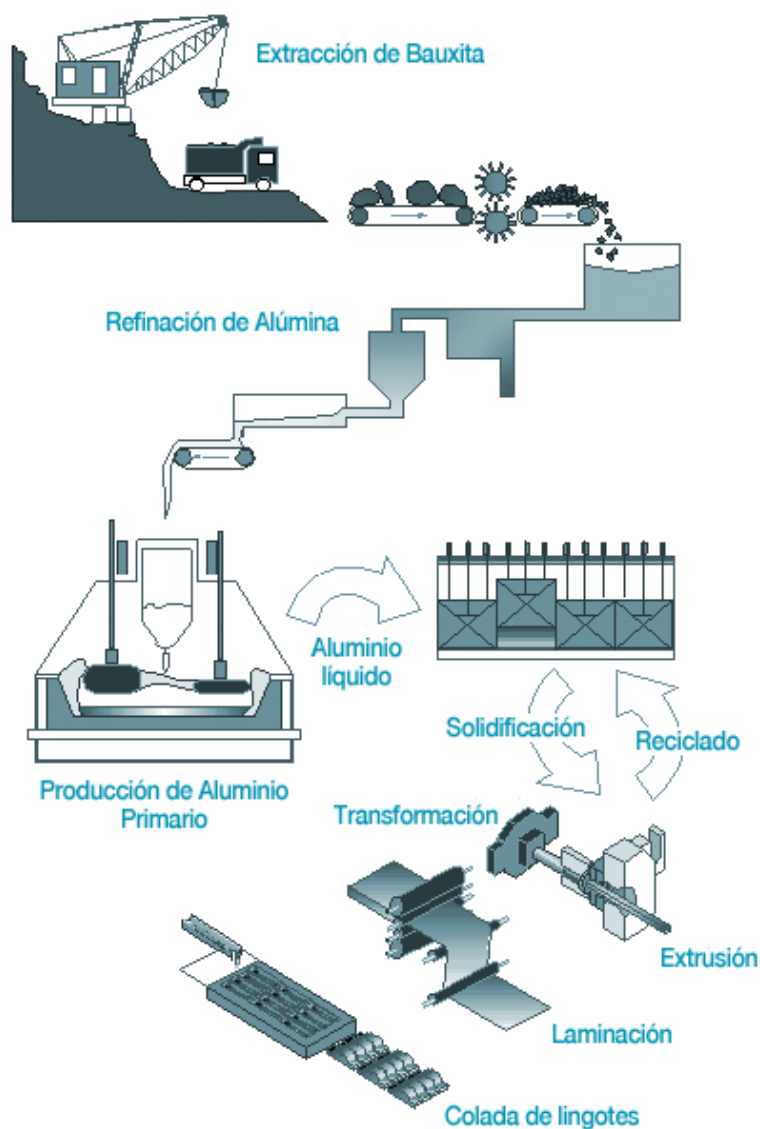 Extracción de Bauxita
Refinación de Alúmina
Aluminio
líquido
Solidificación
Reciclado
Producción de Aluminio
Primario
Transformación
Extrusión
Laminación
Colada de lingotes